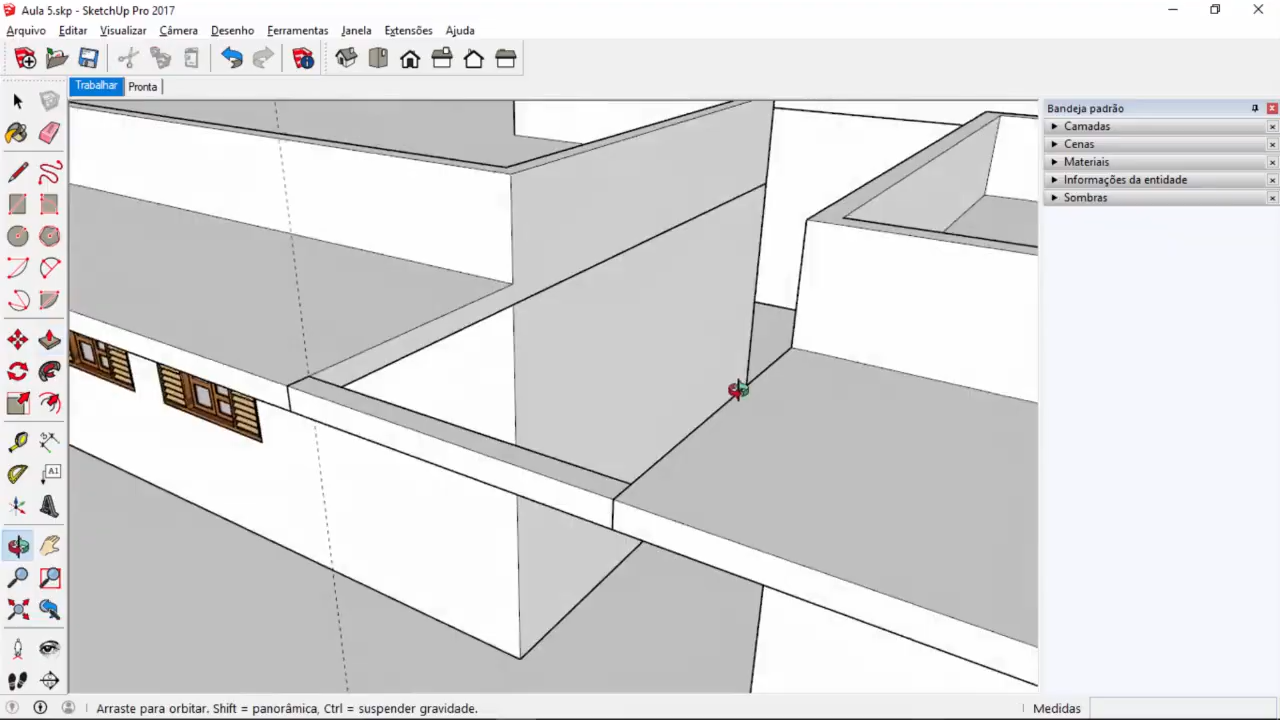 Aula 5.skp - SketchUp Pro 2017
Arquivo Editar Visualizar Câmera Desenho Ferramentas Janela Extensões Ajuda
Trabalhar Pronta
Bandeja padrão
Camadas
Cenas
Materiais
Informações da entidade
Sombras
A1
Arraste para orbitar. Shift = panorâmica, Ctrl = suspender gravidade.
Medidas